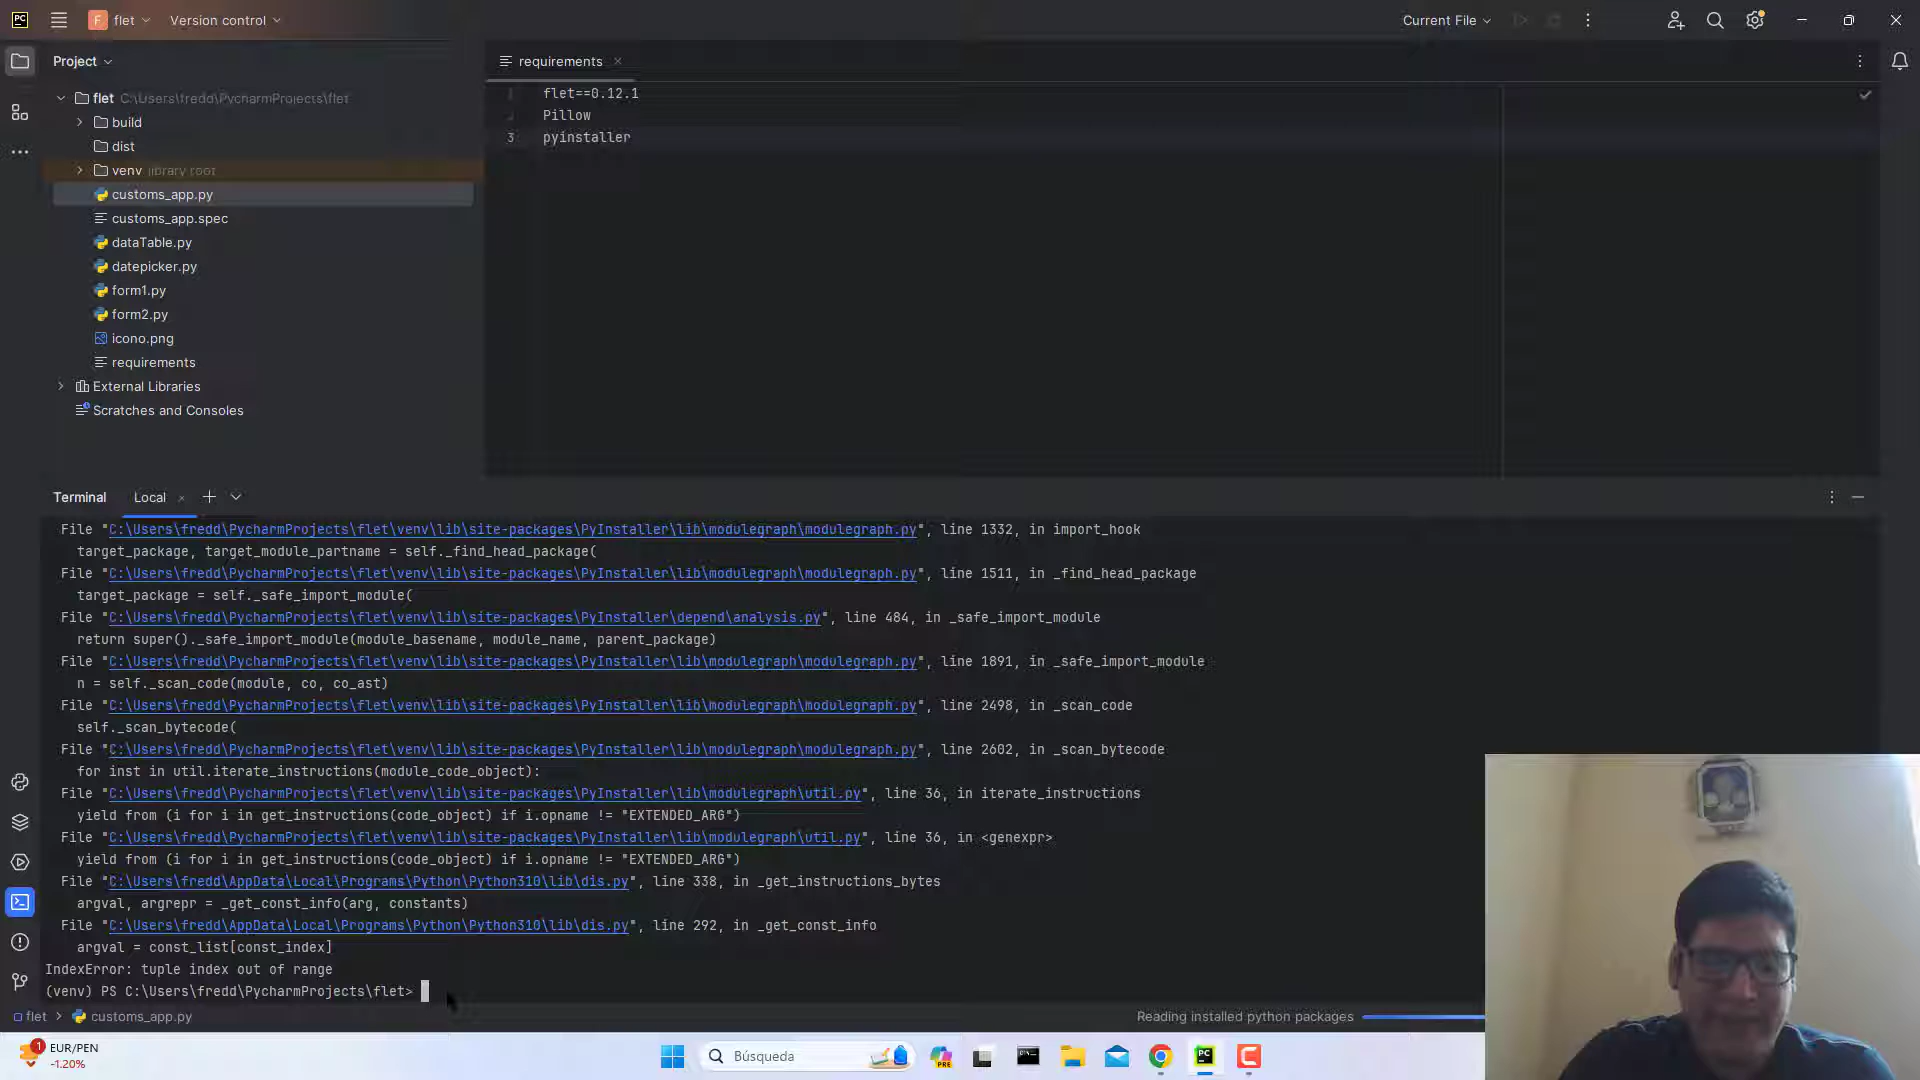 PC
F flet
Version control
Current File
Project
requirements
flet C:\Users\fredd\PycharmProjects\flet
build
dist
venv library root
customs_app.py
customs_app.spec
dataTable.py
datepicker.py
form1.py
form2.py
icono.png
requirements
External Libraries
Scratches and Consoles
1 flet==0.12.1
2 Pillow
3 pyinstaller
Terminal
Local
File "C:\Users\fredd\PycharmProjects\flet\venv\lib\site-packages\PyInstaller\lib\modulegraph\modulegraph.py", line 1332, in import_hook
target_package, target_module_partname = self._find_head_package(
File "C:\Users\fredd\PycharmProjects\flet\venv\lib\site-packages\PyInstaller\lib\modulegraph\modulegraph.py", line 1511, in _find_head_package
target_package = self._safe_import_module(
File "C:\Users\fredd\PycharmProjects\flet\venv\lib\site-packages\PyInstaller\depend\analysis.py", line 484, in _safe_import_module
return super()._safe_import_module(module_basename, module_name, parent_package)
File "C:\Users\fredd\PycharmProjects\flet\venv\lib\site-packages\PyInstaller\lib\modulegraph\modulegraph.py", line 1891, in _safe_import_module
n = self._scan_code(module, co, co_ast)
File "C:\Users\fredd\PycharmProjects\flet\venv\lib\site-packages\PyInstaller\lib\modulegraph\modulegraph.py", line 2498, in _scan_code
self._scan_bytecode(
File "C:\Users\fredd\PycharmProjects\flet\venv\lib\site-packages\PyInstaller\lib\modulegraph\modulegraph.py", line 2602, in _scan_bytecode
for inst in util.iterate_instructions(module_code_object):
File "C:\Users\fredd\PycharmProjects\flet\venv\lib\site-packages\PyInstaller\lib\modulegraph\util.py", line 36, in iterate_instructions
yield from (i for i in get_instructions(code_object) if i.opname != "EXTENDED_ARG")
File "C:\Users\fredd\PycharmProjects\flet\venv\lib\site-packages\PyInstaller\lib\modulegraph\util.py", line 36, in <genexpr>
yield from (i for i in get_instructions(code_object) if i.opname != "EXTENDED_ARG")
File "C:\Users\fredd\AppData\Local\Programs\Python\Python310\lib\dis.py", line 338, in _get_instructions_bytes
argval, argrepr = _get_const_info(arg, constants)
File "C:\Users\fredd\AppData\Local\Programs\Python\Python310\lib\dis.py", line 292, in _get_const_info
argval = const_list[const_index]
IndexError: tuple index out of range
(venv) PS C:\Users\fredd\PycharmProjects\flet>
flet > customs_app.py
Reading installed python packages
1
EUR/PEN
-1.20%
Búsqueda
PRE
PC
C